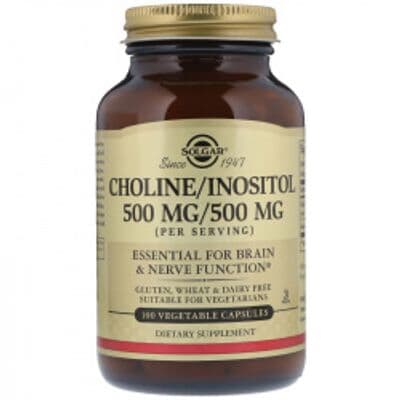 SOLGAR®
Since 1947
CHOLINE/INOSITOL
500 MG/500 MG
(PER SERVING)
ESSENTIAL FOR BRAIN
& NERVE FUNCTION*
GLUTEN, WHEAT & DAIRY FREE
SUITABLE FOR VEGETARIANS
100 VEGETABLE CAPSULES
DIETARY SUPPLEMENT